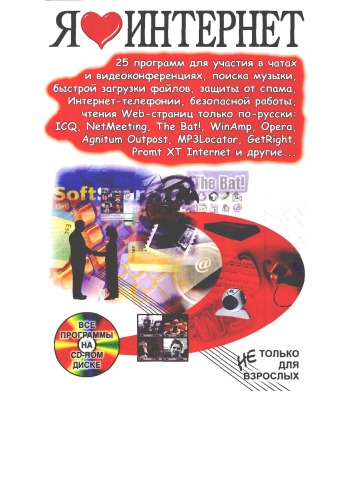 Я ИНТЕРНЕТ
25 программ для участия в чатах
и видеоконференциях, поиска музыки,
быстрой загрузки файлов, защиты от спама,
Интернет-телефонии, безопасной работы,
чтения Web-страниц только по-русски:
ICQ, NetMeeting, The Bat!, WinAmp, Opera,
Agnitum Outpost, MP3Locator, GetRight,
Promt XT Internet и другие...
The Bat!
@
ВСЕ
ПРОГРАММЫ
НА
CD-ROM
ДИСКЕ
НЕ ТОЛЬКО
ДЛЯ
ВЗРОСЛЫХ